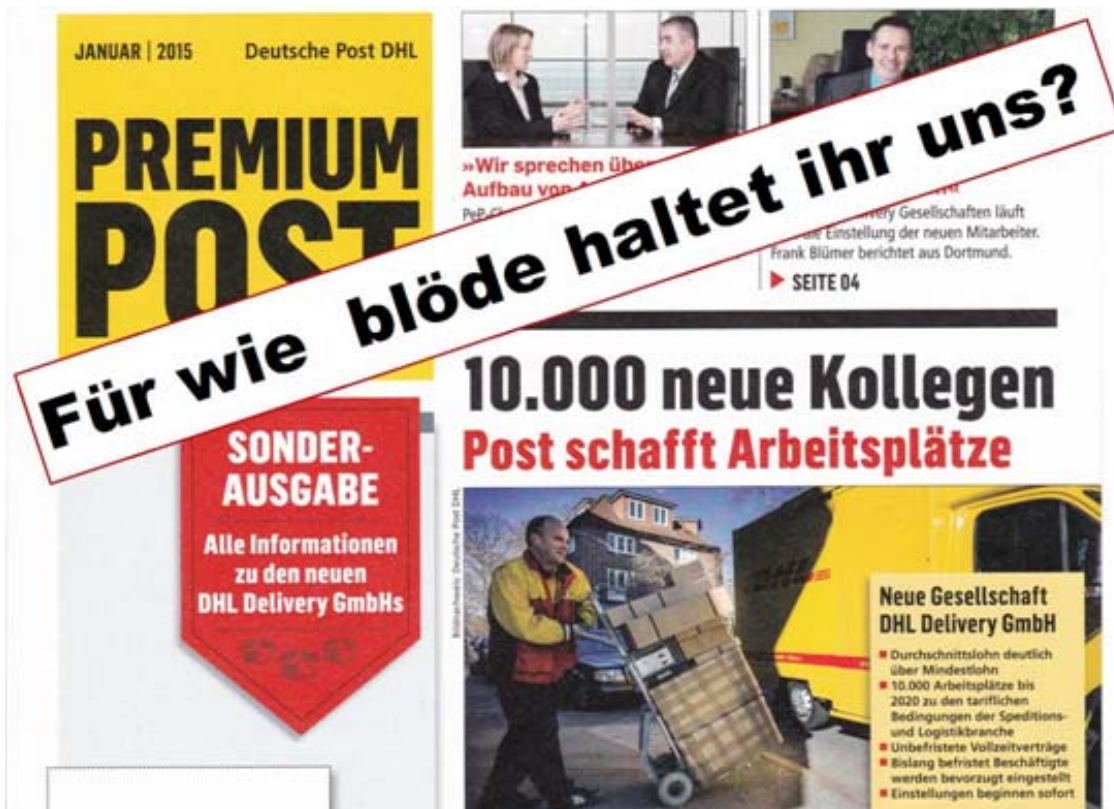 JANUAR | 2015
Deutsche Post DHL
PREMIUM
POST
Für wie blöde haltet ihr uns?
»Wir sprechen über
Aufbau von
Gesellschaften läuft
Einstellung der neuen Mitarbeiter.
Frank Blümer berichtet aus Dortmund.
SEITE 04
10.000 neue Kollegen
Post schafft Arbeitsplätze
SONDER-
AUSGABE
Alle Informationen
zu den neuen
DHL Delivery GmbHs
Bildnachweis: Deutsche Post DHL
Neue Gesellschaft
DHL Delivery GmbH
■ Durchschnittslohn deutlich
über Mindestlohn
■ 10.000 Arbeitsplätze bis
2020 zu den tariflichen
Bedingungen der Speditions-
und Logistikbranche
■ Unbefristete Vollzeitverträge
■ Bislang befristet Beschäftigte
werden bevorzugt eingestellt
■ Einstellungen beginnen sofort